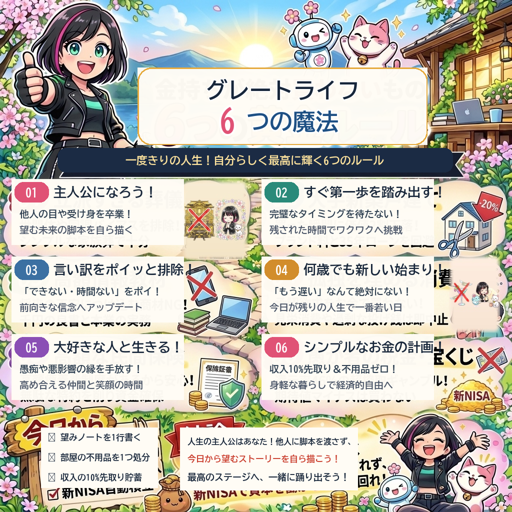 グレートライフ
6 つの魔法
一度きりの人生！自分らしく最高に輝く6つのルール
01 主人公になろう！
他人の目や受け身を卒業！
望む未来の脚本を自ら描く
02 すぐ第一歩を踏み出す！
完璧なタイミングを待たない！
残された時間でワクワクへ挑戦
-20%
03 言い訳をポイッと排除！
「できない・時間ない」をポイ！
前向きな信念へアップデート
04 何歳でも新しい始まり
「もう遅い」なんて絶対にない！
今日が残りの人生で一番若い日
費
05 大好きな人と生きる！
愚痴や悪影響の縁を手放す！
高め合える仲間と笑顔の時間
保険証書
06 シンプルなお金の計画！
収入10%先取り＆不用品ゼロ！
身軽な暮らしで経済的自由へ
宝くじ
新NISA
今日から
望みノートを1行書く
部屋の不用品を1つ処分
収入の10%先取り貯蓄
新NISA自動積立
人生の主人公はあなた！他人に脚本を渡さず、
今日から望むストーリーを自ら描こう！
最高のステージへ、一緒に踊り出そう！